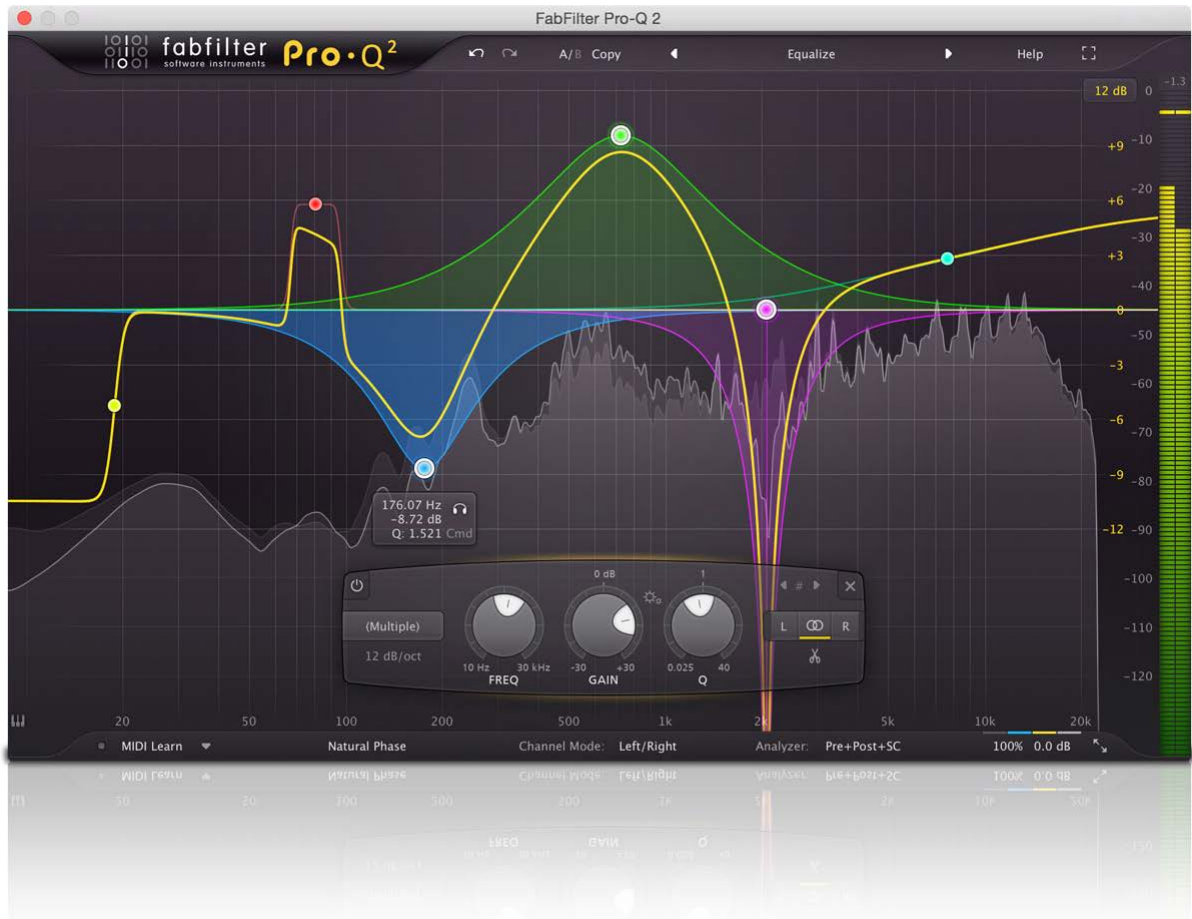 FabFilter Pro-Q 2
fabfilter
software instruments
Pro·Q²
A/B Copy Equalize Help
12 dB 0 -1.3
+9 -10
+6 -20
+3 -30
-40
0 -50
-3 -60
-6 -70
-9 -80
-12 -90
-100
-110
-120
176.07 Hz
-8.72 dB
Q: 1.521 Cmd
0 dB 1
#
(Multiple)
L R
12 dB/oct
10 Hz 30 kHz -30 +30 0.025 40
FREQ GAIN Q
20 50 100 200 500 1k 2k 5k 10k 20k
MIDI Learn Natural Phase Channel Mode: Left/Right Analyzer: Pre+Post+SC 100% 0.0 dB